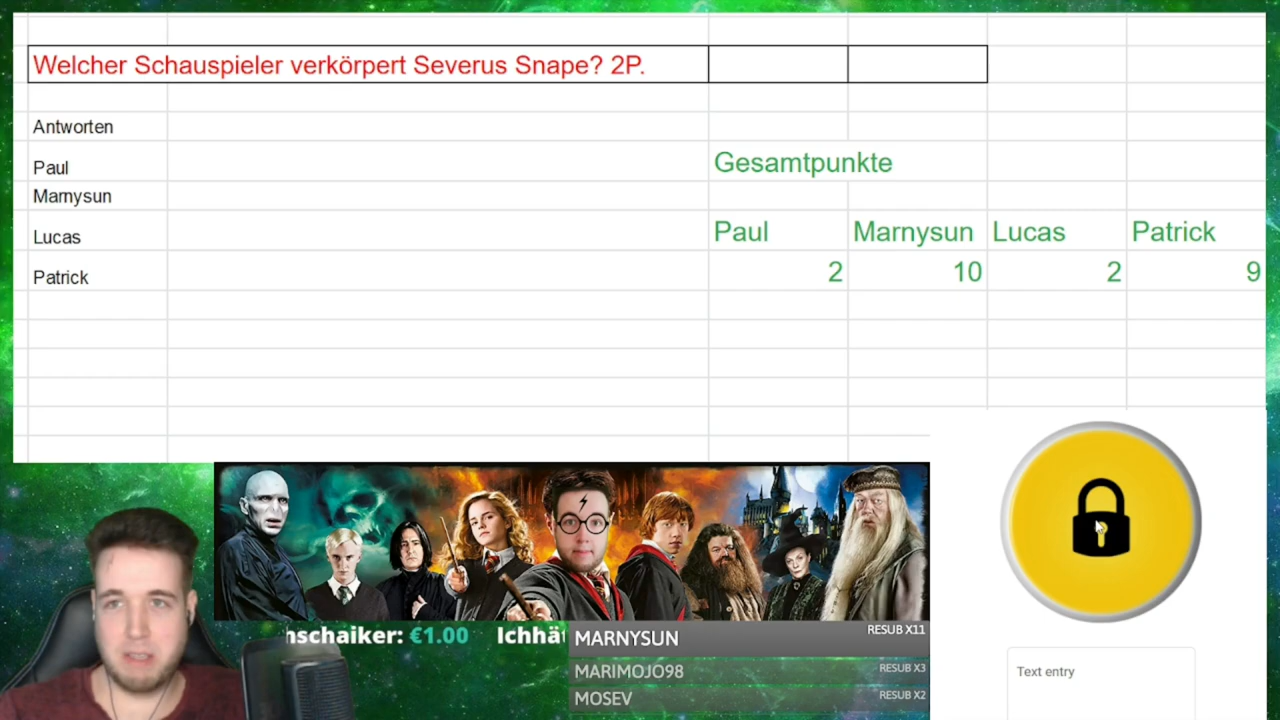 Welcher Schauspieler verkörpert Severus Snape? 2P.
Antworten
Paul
Gesamtpunkte
Marnysun
Lucas
Paul Marnysun Lucas Patrick
Patrick
2 10 2 9
nschaiker: €1.00 Ichhä
MARNYSUN RESUB X11
MARIMOJO98 RESUB X3
MOSEV RESUB X2
Text entry